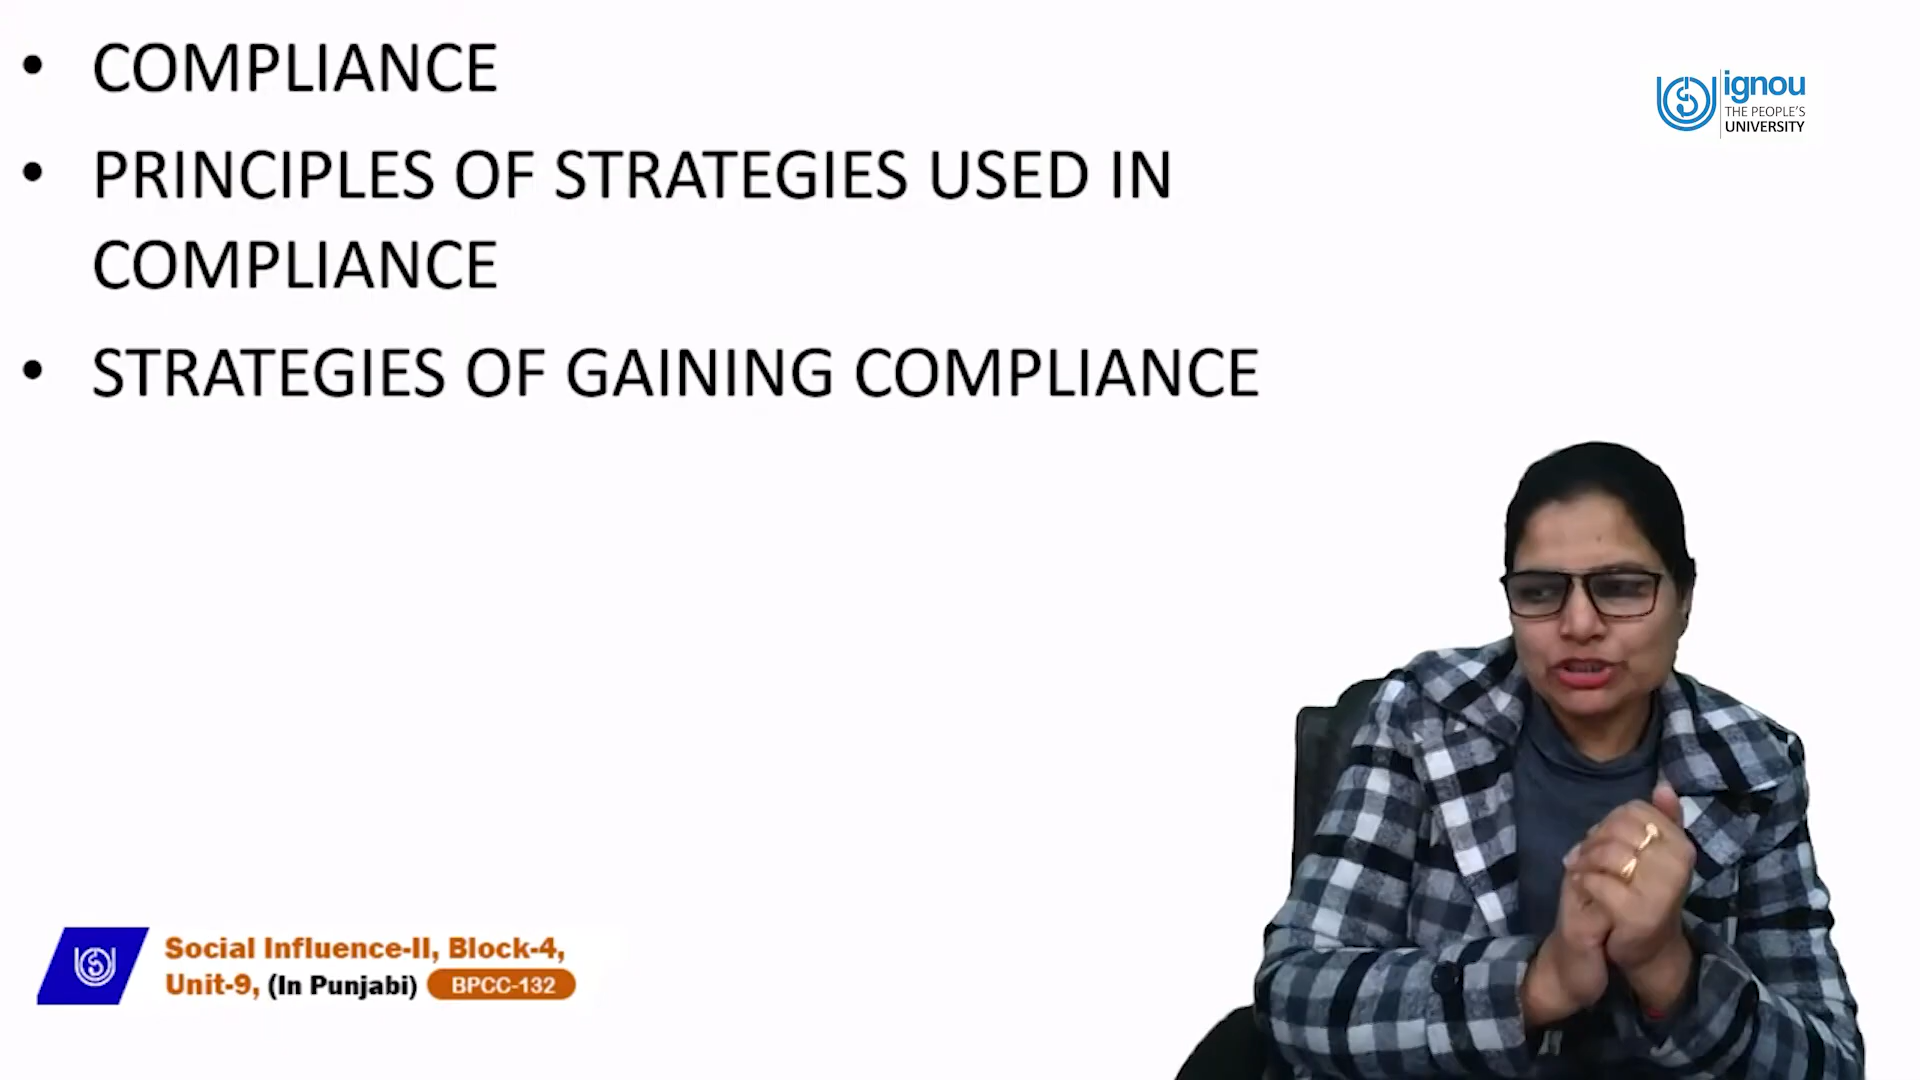 • COMPLIANCE
• PRINCIPLES OF STRATEGIES USED IN
COMPLIANCE
• STRATEGIES OF GAINING COMPLIANCE
ignou
THE PEOPLE'S
UNIVERSITY
Social Influence-II, Block-4,
Unit-9, (In Punjabi) BPCC-132